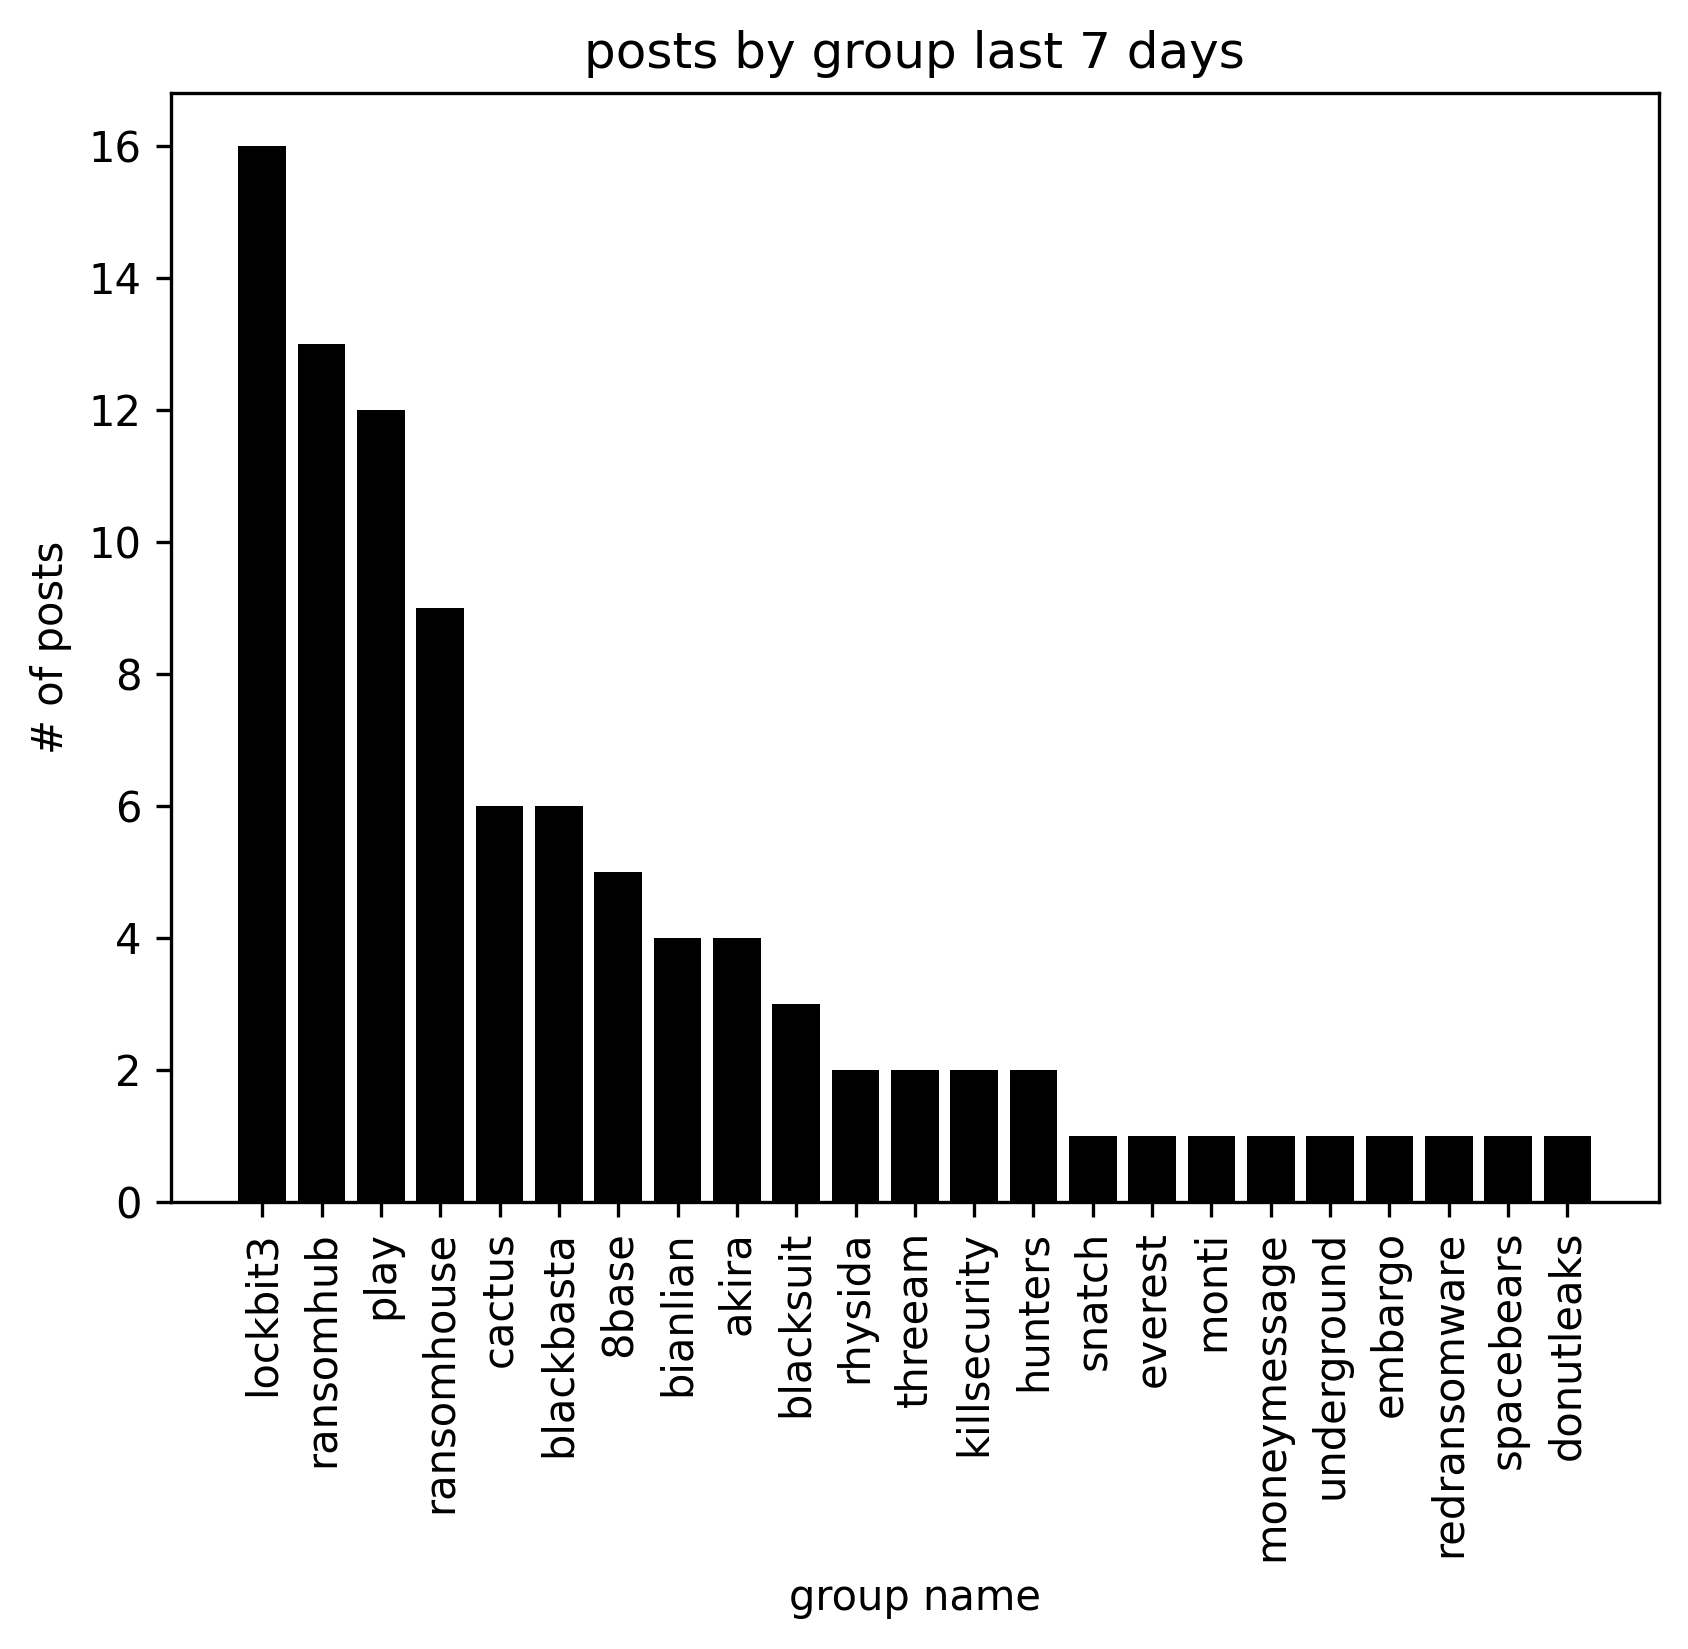 posts by group last 7 days
# of posts
16
14
12
10
8
6
4
2
0
lockbit3
ransomhub
play
ransomhouse
cactus
blackbasta
8base
bianlian
akira
blacksuit
rhysida
threeam
killsecurity
hunters
snatch
everest
monti
moneymessage
underground
embargo
redransomware
spacebears
donutleaks
group name